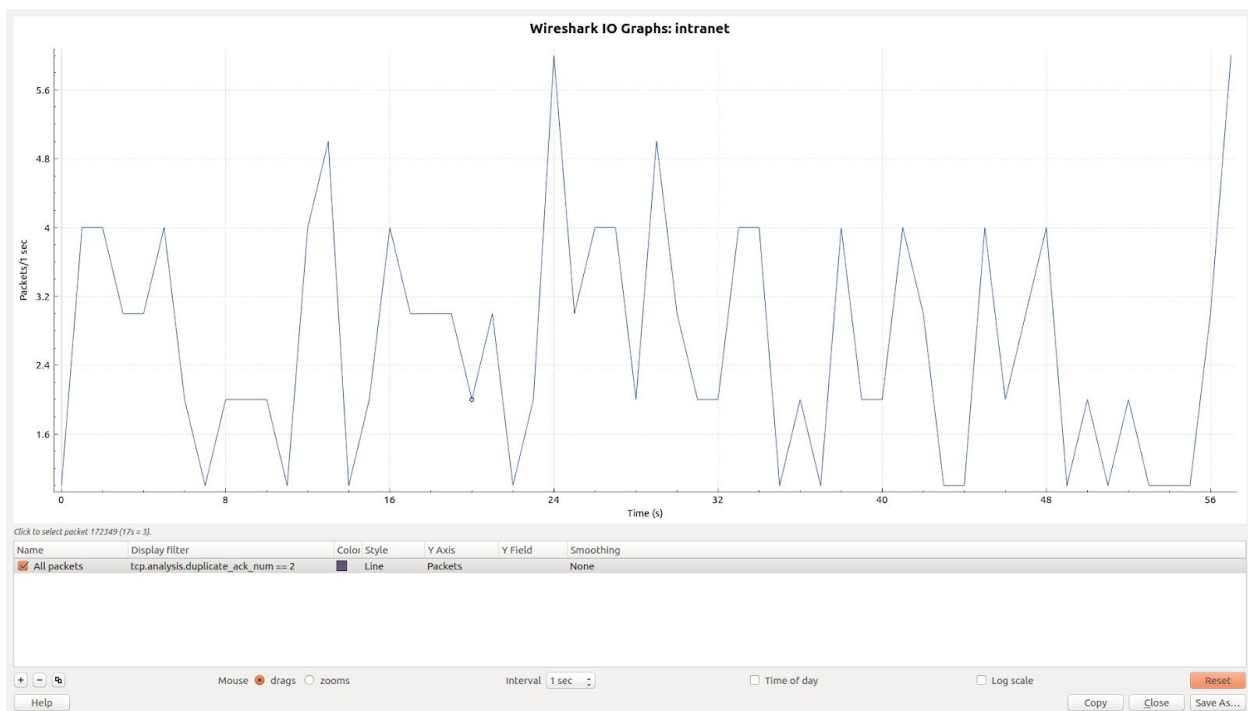 Wireshark IO Graphs: intranet
5.6
4.8
4
3.2
2.4
1.6
Packets/1 sec
0 8 16 24 32 40 48 56
Time (s)
Click to select packet 172349 (17s = 3).
Name Display filter Color Style Y Axis Y Field Smoothing
All packets tcp.analysis.duplicate_ack_num == 2 Line Packets None
+ − Mouse drags zooms Interval 1 sec Time of day Log scale Reset
Help Copy Close Save As...